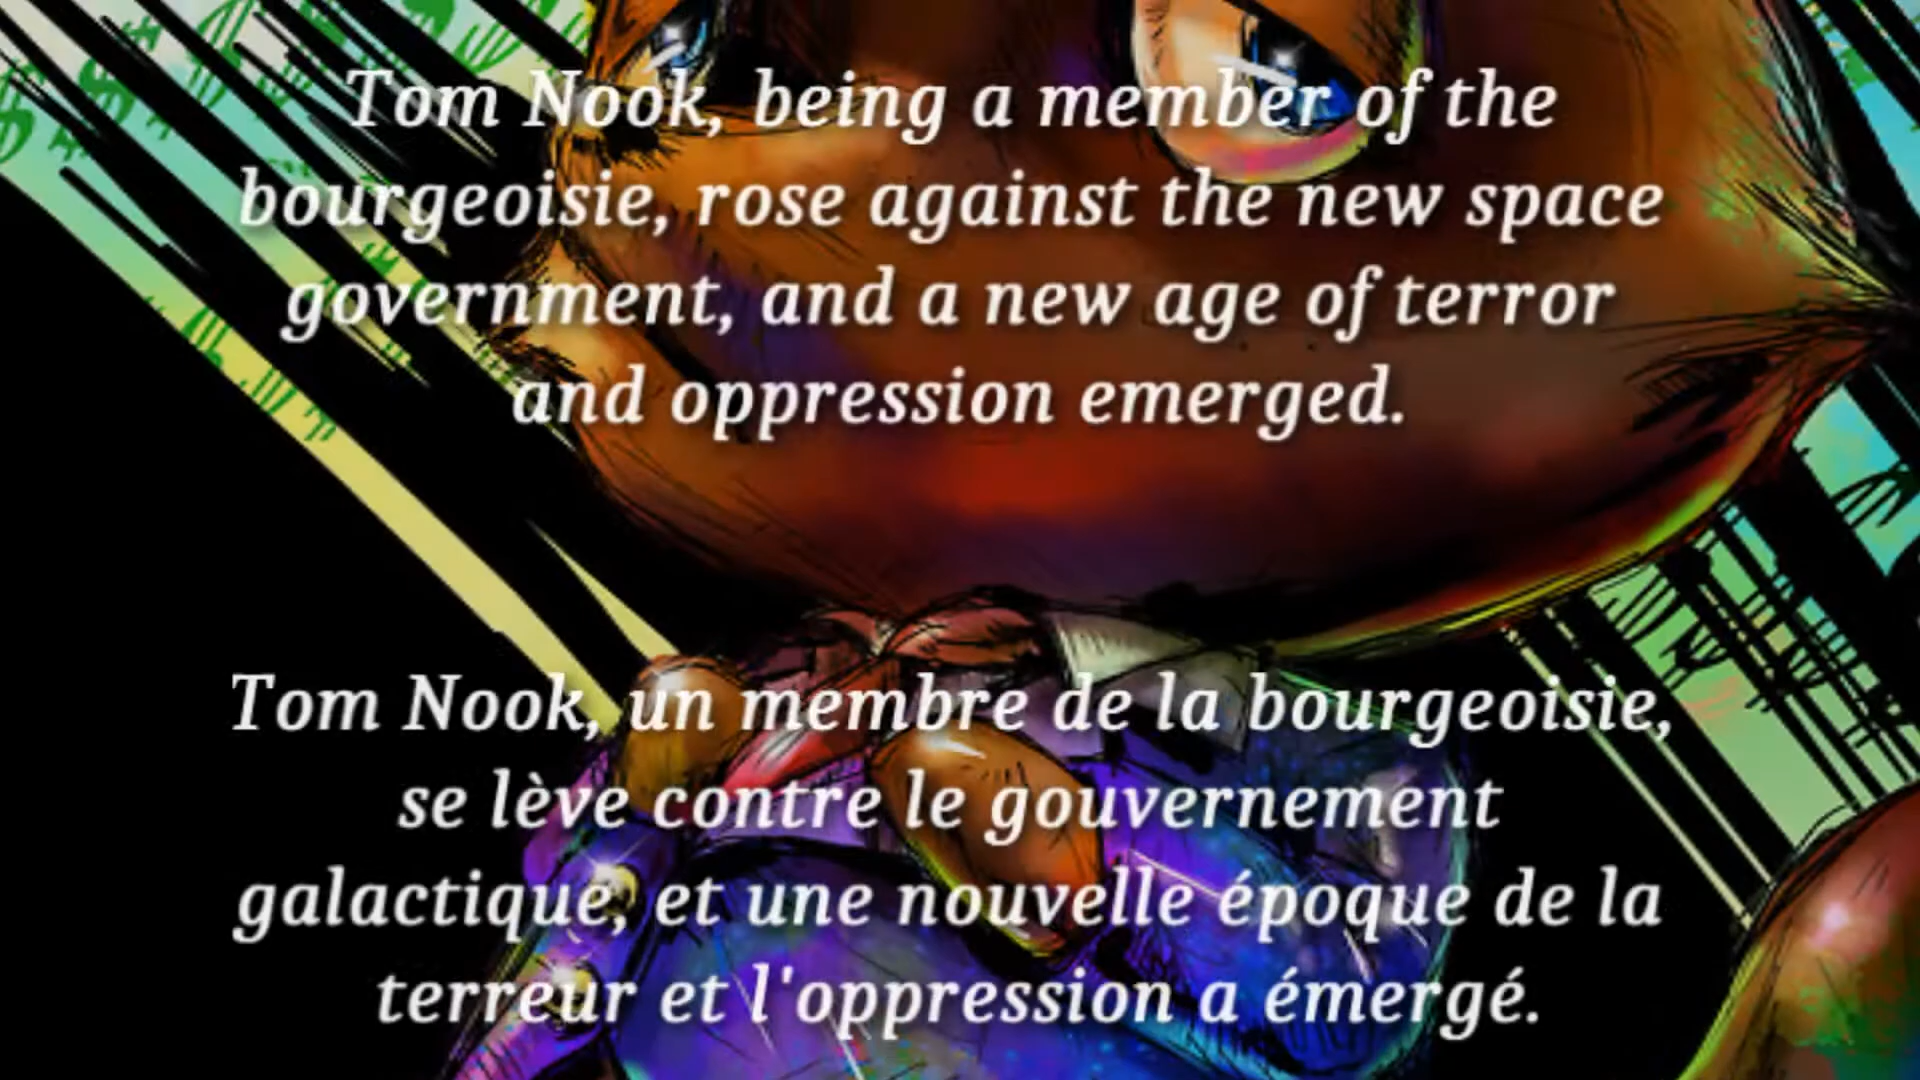 Tom Nook, being a member of the
bourgeoisie, rose against the new space
government, and a new age of terror
and oppression emerged.
Tom Nook, un membre de la bourgeoisie,
se lève contre le gouvernement
galactique, et une nouvelle époque de la
terreur et l'oppression a émergé.